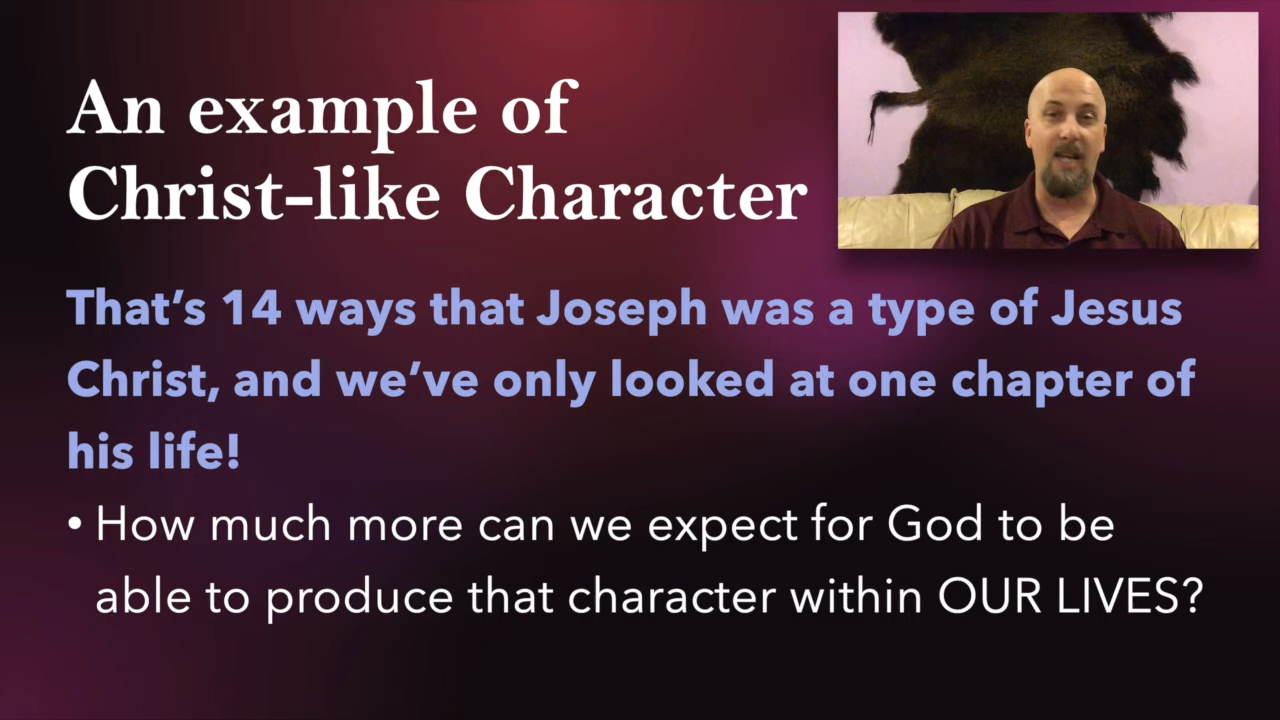 An example of
Christ-like Character
That’s 14 ways that Joseph was a type of Jesus
Christ, and we’ve only looked at one chapter of
his life!
• How much more can we expect for God to be
able to produce that character within OUR LIVES?